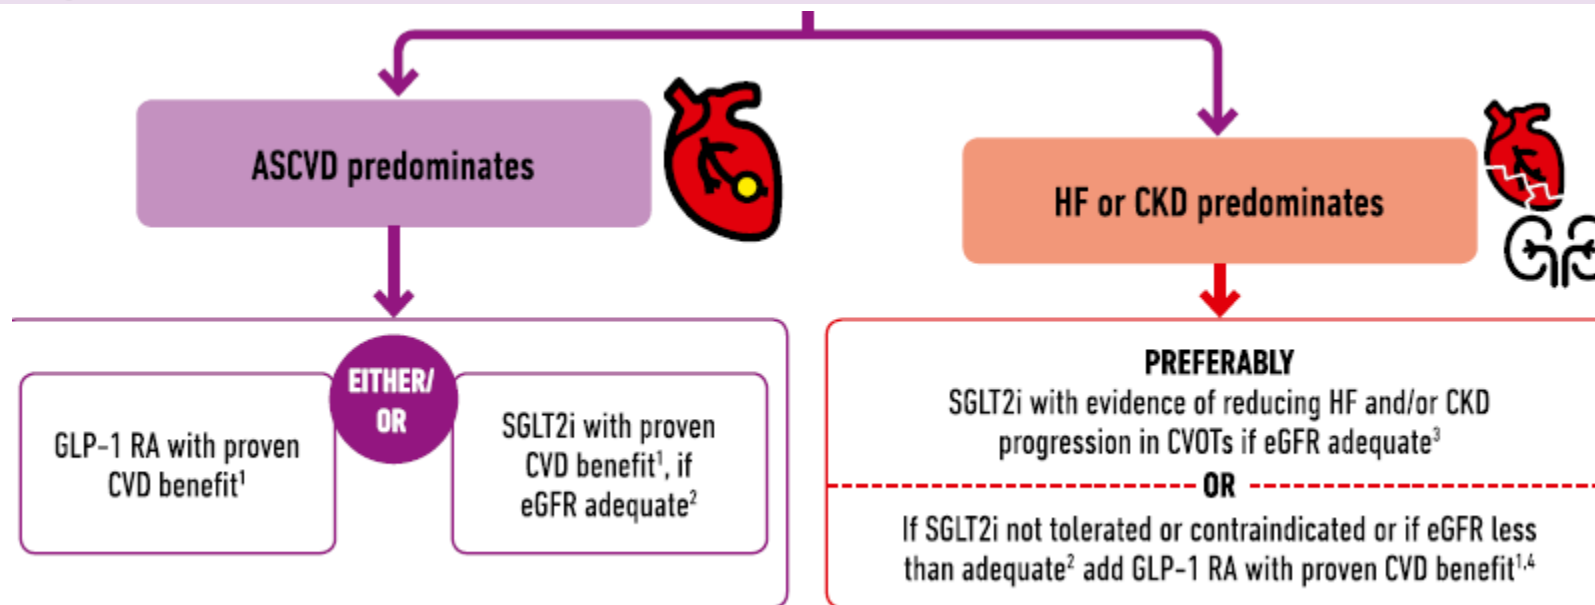 ASCVD predominates
HF or CKD predominates
EITHER/
OR
GLP-1 RA with proven
CVD benefit¹
SGLT2i with proven
CVD benefit¹, if
eGFR adequate²
PREFERABLY
SGLT2i with evidence of reducing HF and/or CKD
progression in CVOTs if eGFR adequate³
OR
If SGLT2i not tolerated or contraindicated or if eGFR less
than adequate² add GLP-1 RA with proven CVD benefit¹,⁴